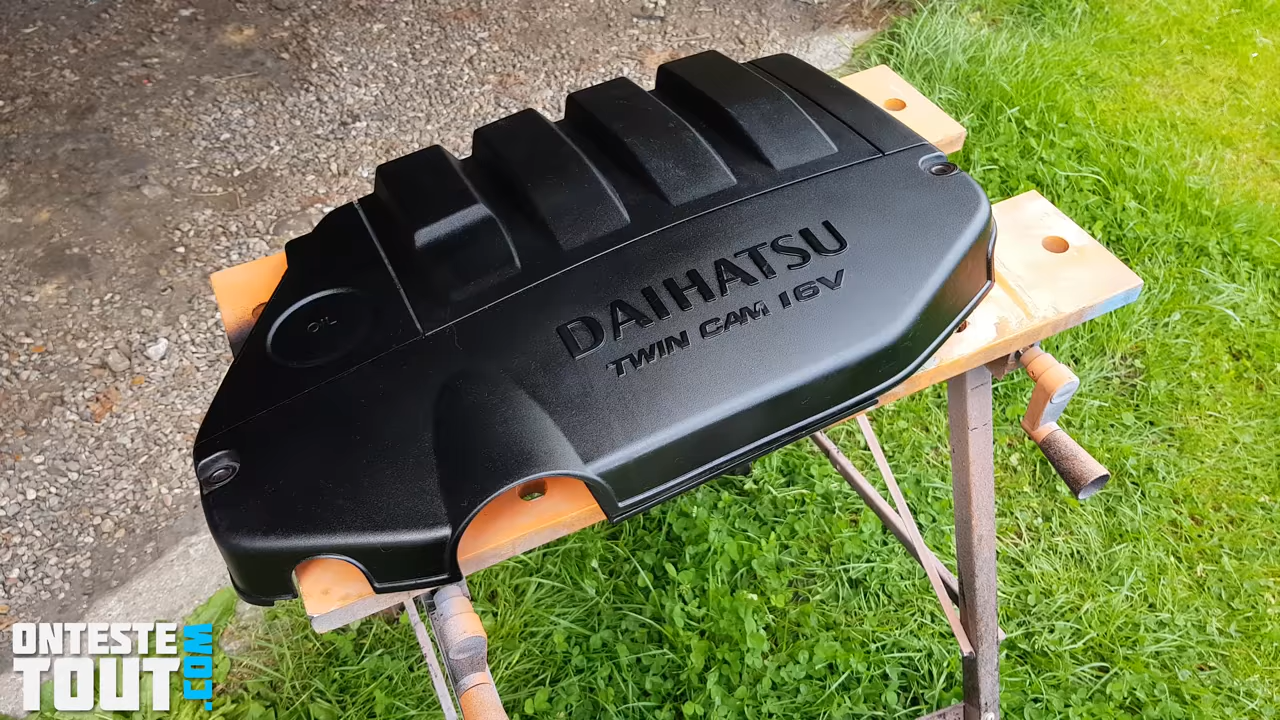 OIL
DAIHATSU
TWIN CAM 16V
ONTESTE
TOUT
.COM